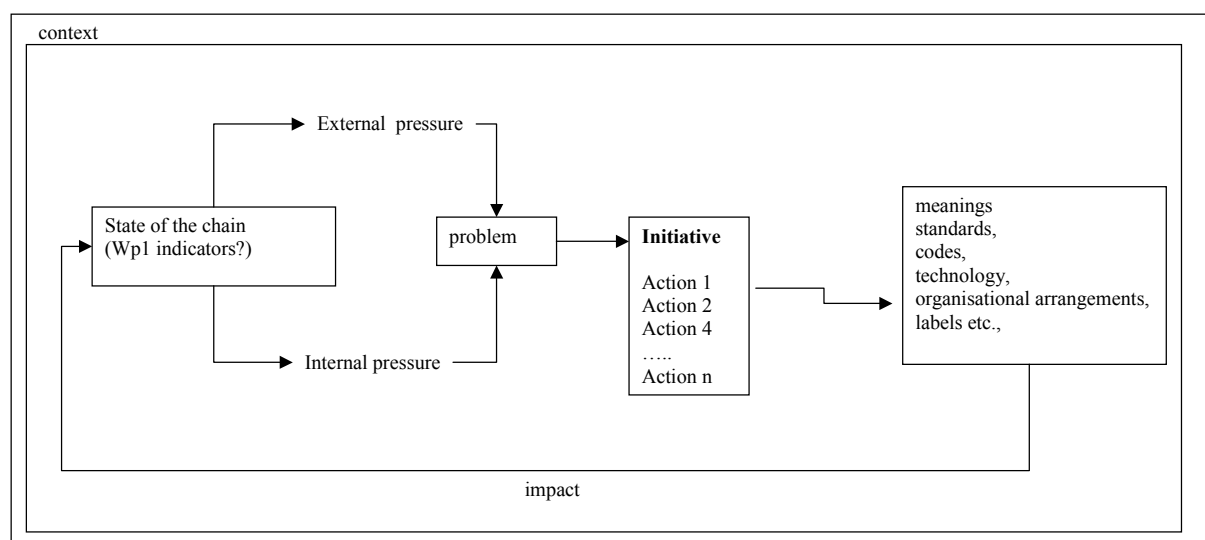 context
External pressure
State of the chain
(Wp1 indicators?)
problem
Internal pressure
Initiative
Action 1
Action 2
Action 4
…..
Action n
meanings
standards,
codes,
technology,
organisational arrangements,
labels etc.,
impact